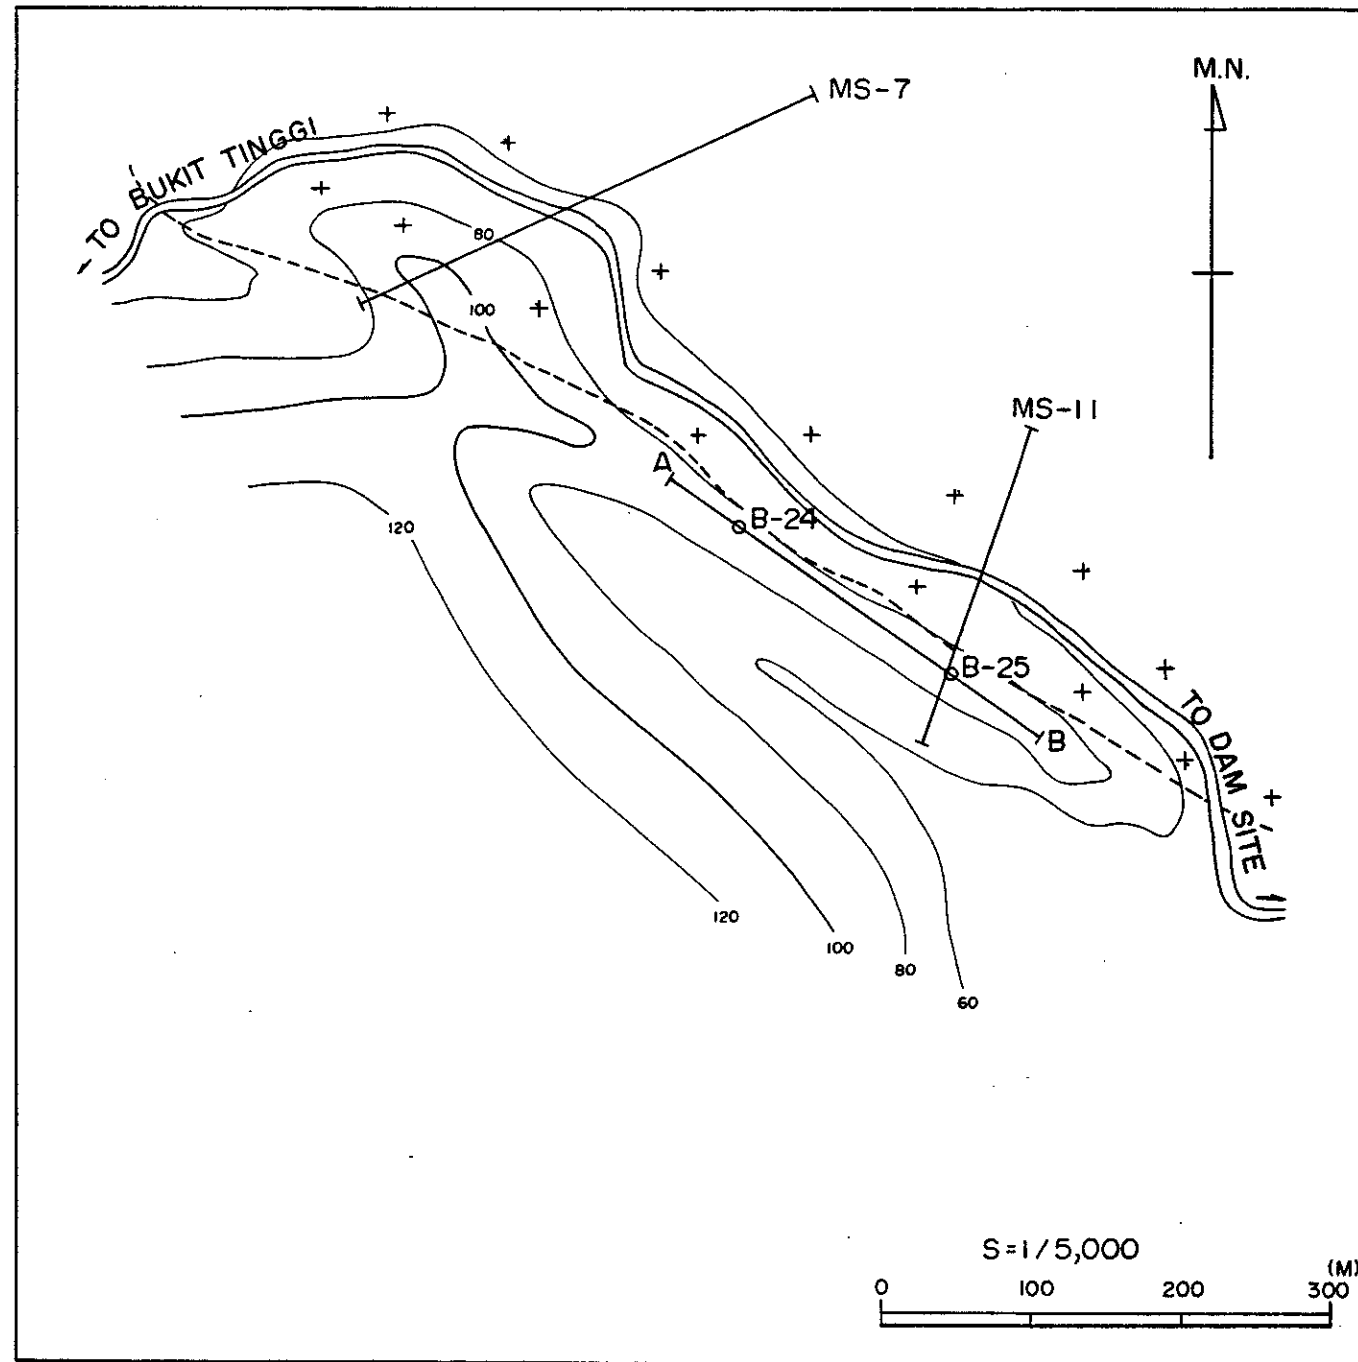 MS-7
M.N.
TO BUKIT TINGGI
80
100
MS-11
A
B-24
120
B-25
B
TO DAM SITE
120
100
80
60
S=1/5,000
(M)
0 100 200 300